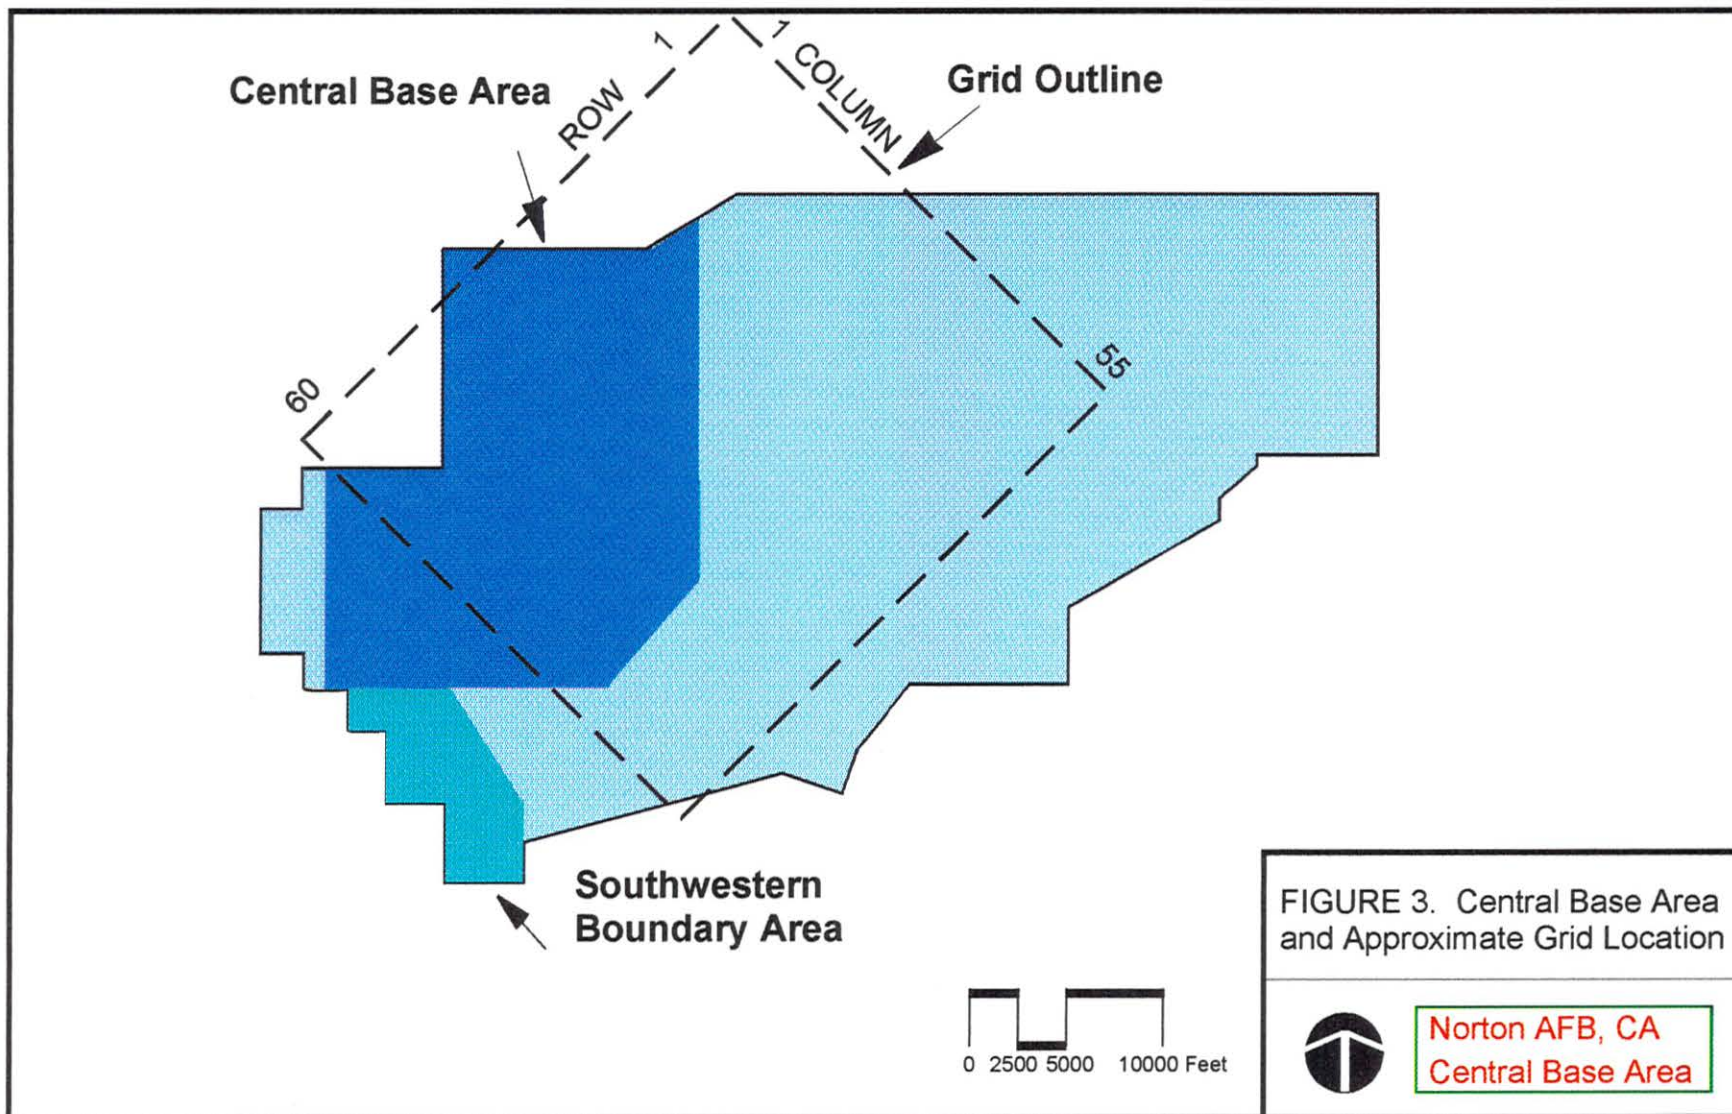 1
1 COLUMN
ROW
Central Base Area
Grid Outline
60
55
Southwestern
Boundary Area
0 2500 5000 10000 Feet
FIGURE 3. Central Base Area
and Approximate Grid Location
Norton AFB, CA
Central Base Area